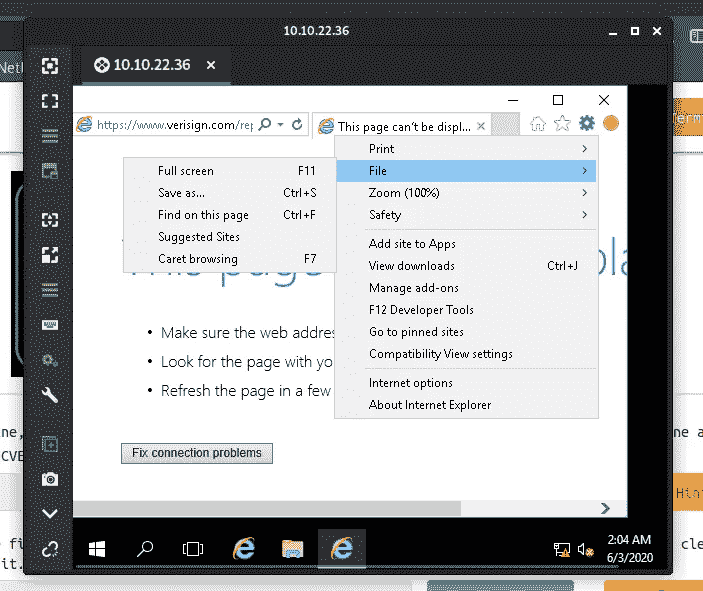 10.10.22.36
10.10.22.36
https://www.verisign.com/rep
This page can't be displ...
Print
File
Zoom (100%)
Safety
Add site to Apps
View downloads Ctrl+J
Manage add-ons
F12 Developer Tools
Go to pinned sites
Compatibility View settings
Internet options
About Internet Explorer
Full screen F11
Save as... Ctrl+S
Find on this page Ctrl+F
Suggested Sites
Caret browsing F7
This page
• Make sure the web addres
• Look for the page with yo
• Refresh the page in a few
Fix connection problems
2:04 AM
6/3/2020
Net
ne,
CVE
fi
it.
ne a
Hin
cle